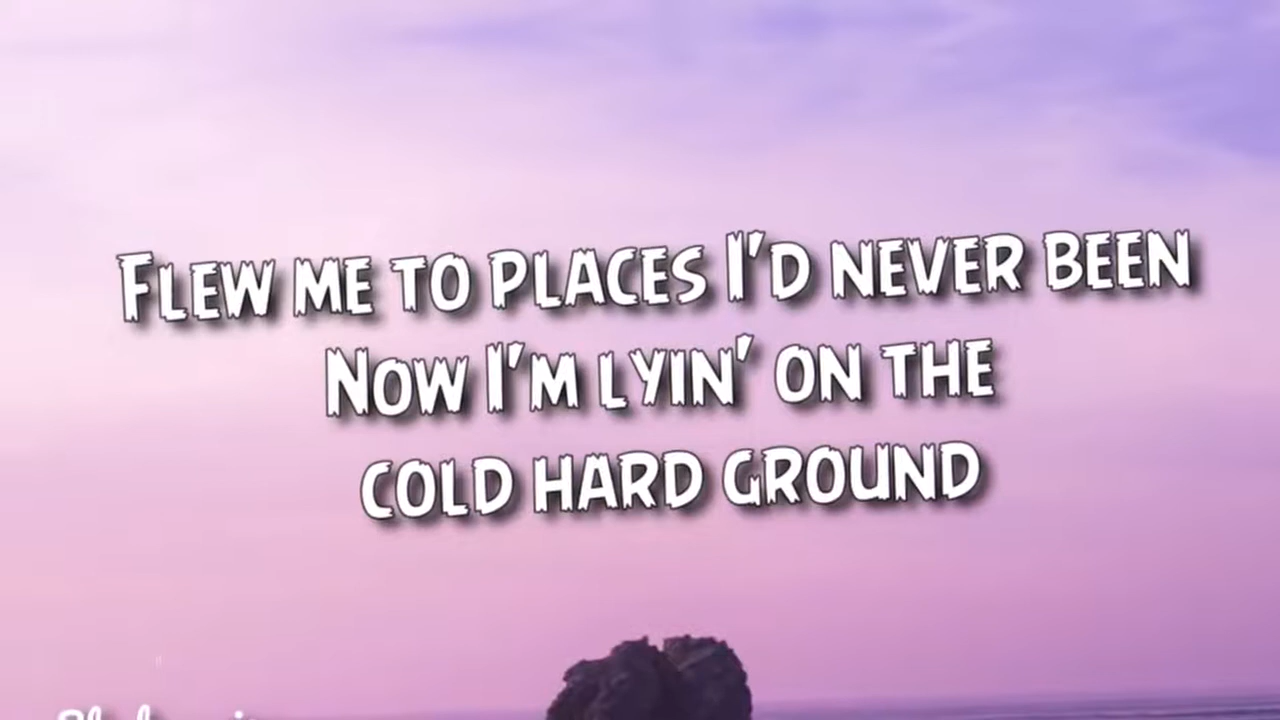 Flew me to places I'd never been
Now I'm lyin' on the
cold hard ground